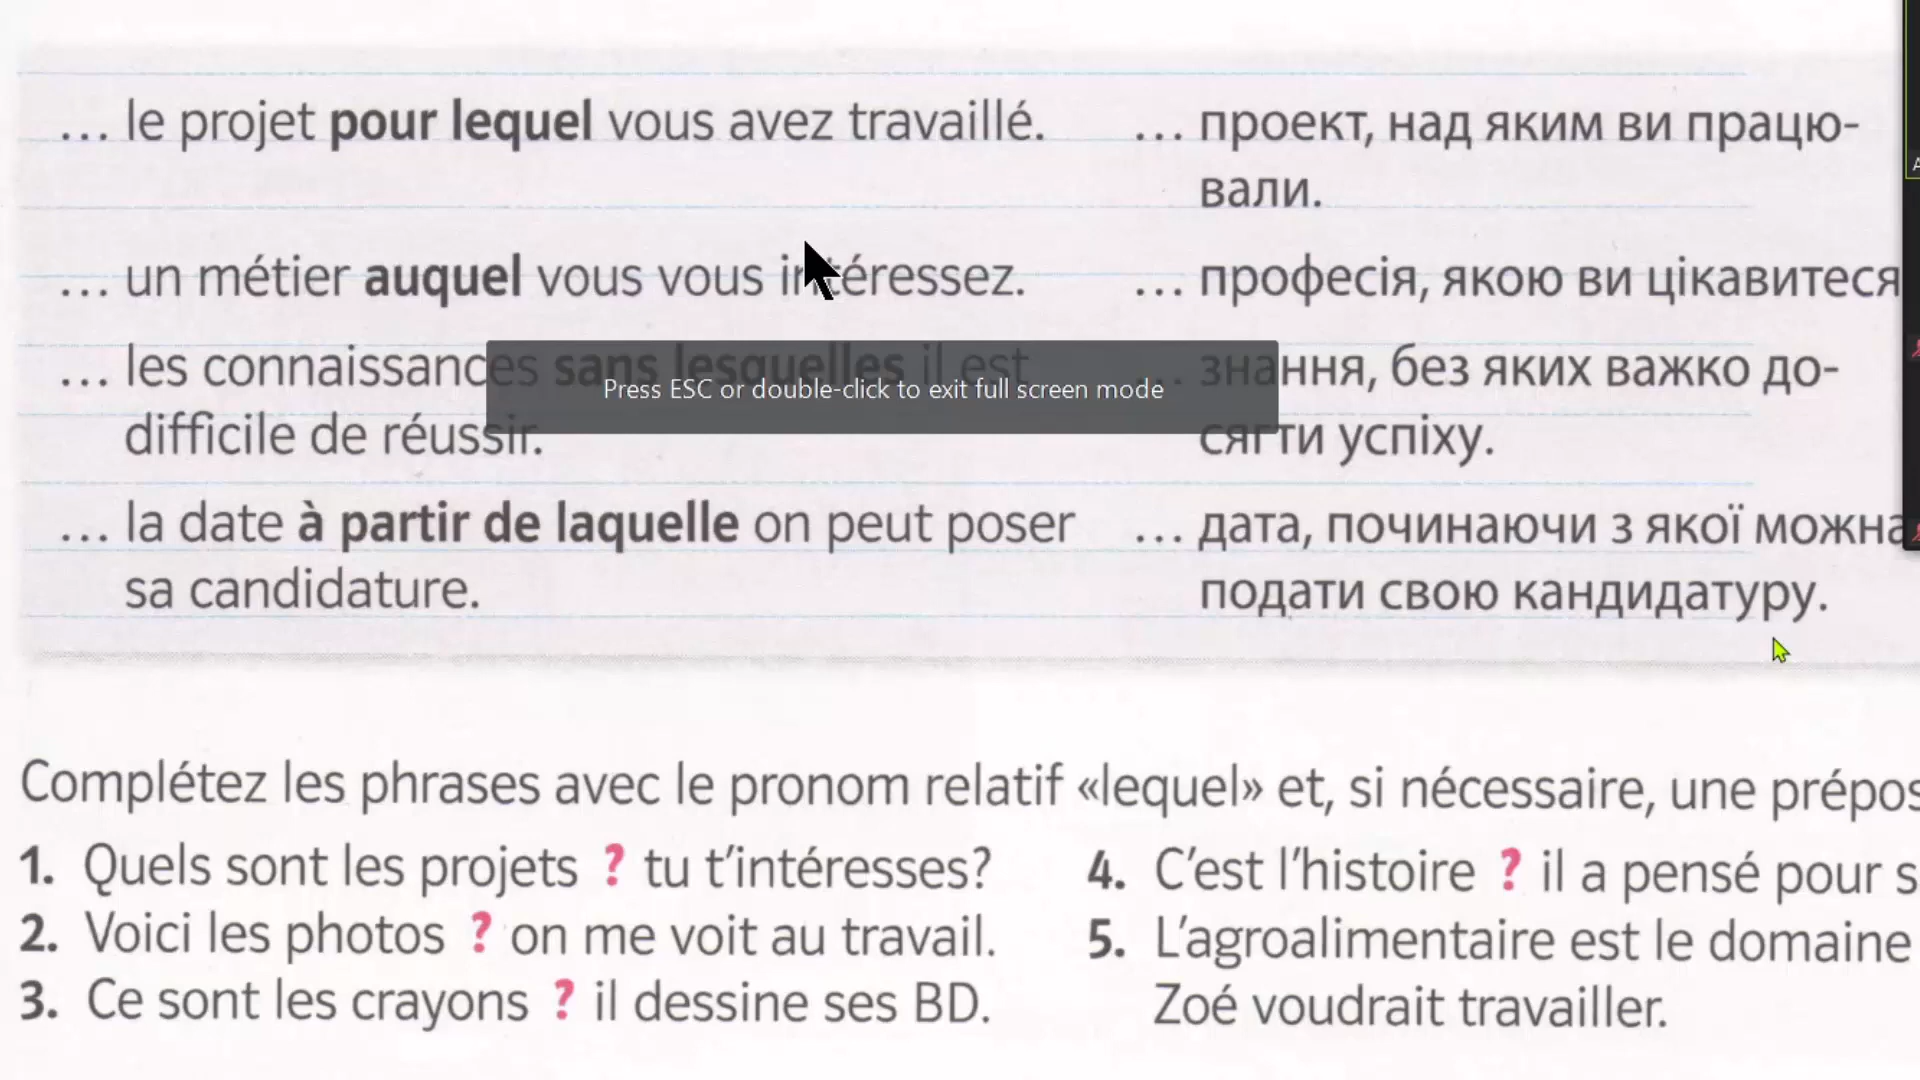 … le projet pour lequel vous avez travaillé.
… проект, над яким ви працю-
вали.
… un métier auquel vous vous intéressez.
… професія, якою ви цікавитеся
… les connaissances sans lesquelles il est
difficile de réussir.
… знання, без яких важко до-
сягти успіху.
Press ESC or double-click to exit full screen mode
… la date à partir de laquelle on peut poser
sa candidature.
… дата, починаючи з якої можна
подати свою кандидатуру.
Complétez les phrases avec le pronom relatif «lequel» et, si nécessaire, une prépos
1. Quels sont les projets ? tu t’intéresses?
2. Voici les photos ? on me voit au travail.
3. Ce sont les crayons ? il dessine ses BD.
4. C’est l’histoire ? il a pensé pour s
5. L’agroalimentaire est le domaine
Zoé voudrait travailler.